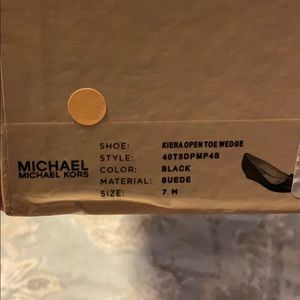 SHOE: KIERA OPEN TOE WEDGE
STYLE: 40T5DPMP4S
COLOR: BLACK
MATERIAL: SUEDE
SIZE: 7 M
MICHAEL
MICHAEL KORS